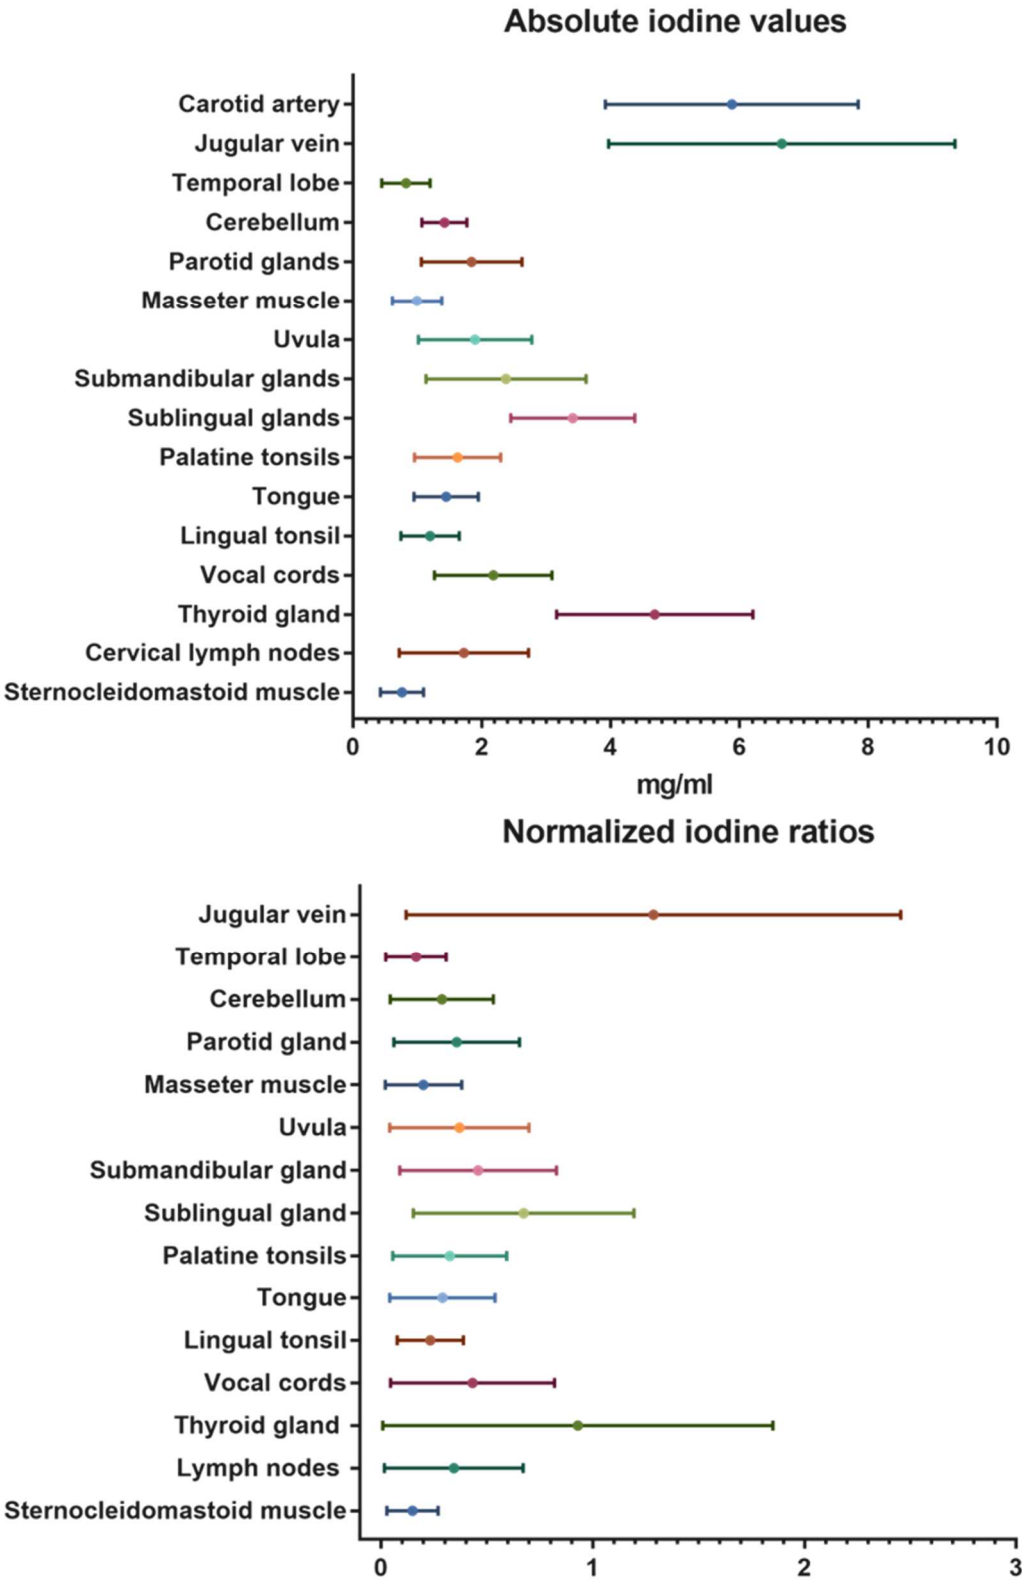 Absolute iodine values
Carotid artery
Jugular vein
Temporal lobe
Cerebellum
Parotid glands
Masseter muscle
Uvula
Submandibular glands
Sublingual glands
Palatine tonsils
Tongue
Lingual tonsil
Vocal cords
Thyroid gland
Cervical lymph nodes
Sternocleidomastoid muscle
0 2 4 6 8 10
mg/ml
Normalized iodine ratios
Jugular vein
Temporal lobe
Cerebellum
Parotid gland
Masseter muscle
Uvula
Submandibular gland
Sublingual gland
Palatine tonsils
Tongue
Lingual tonsil
Vocal cords
Thyroid gland
Lymph nodes
Sternocleidomastoid muscle
0 1 2 3